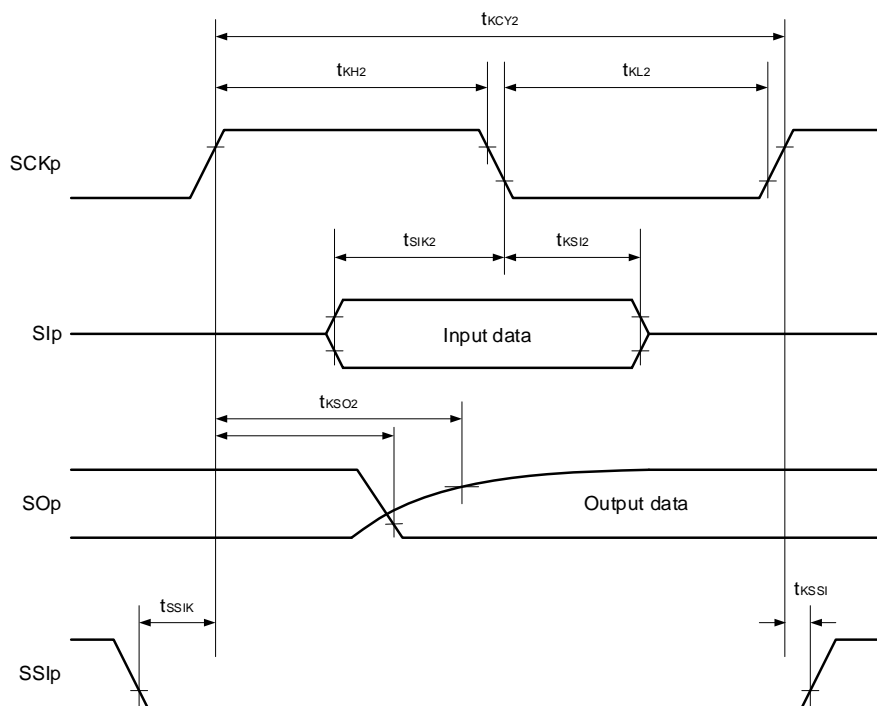 tKCY2
tKH2
tKL2
SCKp
tSIK2
tKSI2
SIp
Input data
tKSO2
SOp
Output data
tSSIK
tKSSI
SSIp